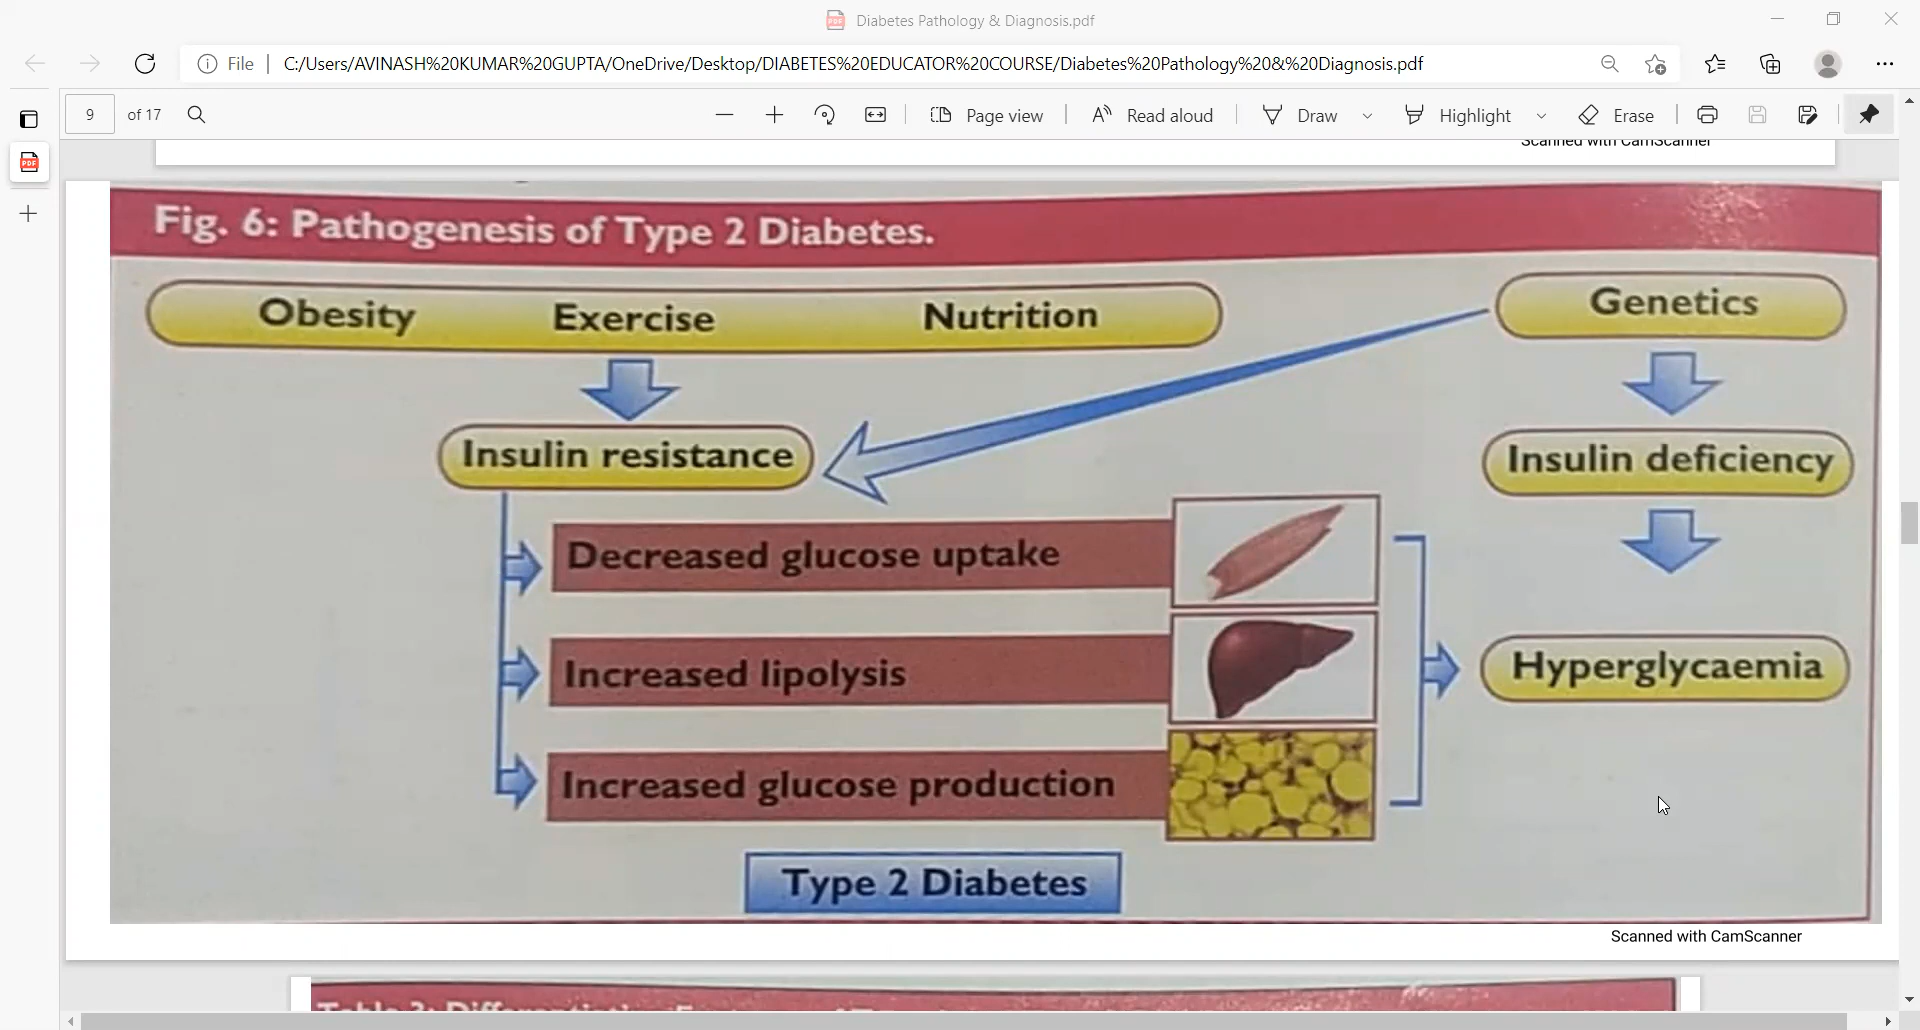 Diabetes Pathology & Diagnosis.pdf
File
C:/Users/AVINASH%20KUMAR%20GUPTA/OneDrive/Desktop/DIABETES%20EDUCATOR%20COURSE/Diabetes%20Pathology%20&%20Diagnosis.pdf
9 of 17
Page view
Read aloud
Draw
Highlight
Erase
Scanned with CamScanner
Fig. 6: Pathogenesis of Type 2 Diabetes.
Obesity Exercise Nutrition
Genetics
Insulin resistance
Insulin deficiency
Decreased glucose uptake
Increased lipolysis
Hyperglycaemia
Increased glucose production
Type 2 Diabetes
Scanned with CamScanner